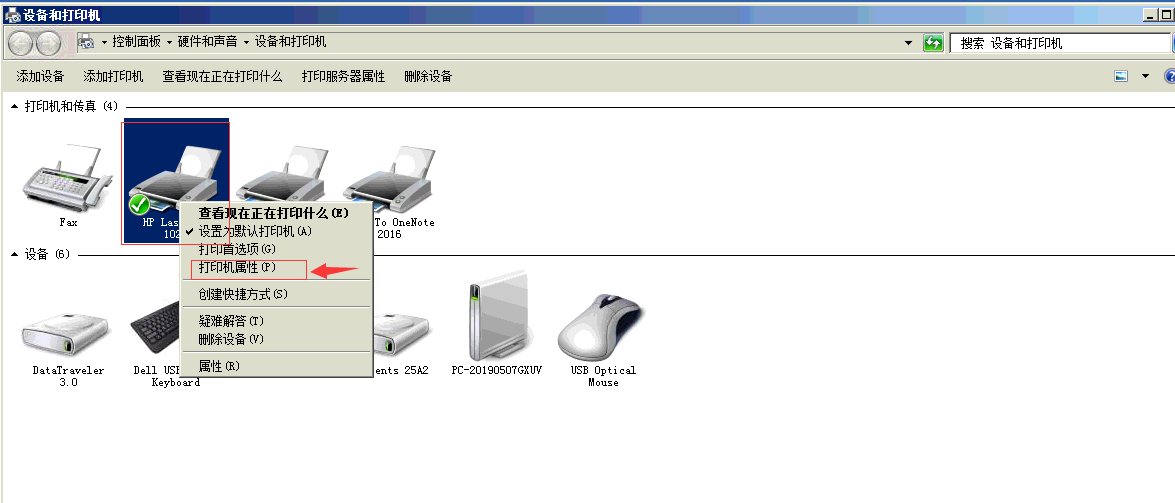 设备和打印机
控制面板 硬件和声音 设备和打印机
搜索 设备和打印机
添加设备 添加打印机 查看现在正在打印什么 打印服务器属性 删除设备
打印机和传真 (4)
Fax
HP Las
102
To OneNote
2016
查看现在正在打印什么(E)
设置为默认打印机(A)
打印首选项(G)
打印机属性(P)
创建快捷方式(S)
疑难解答(T)
删除设备(V)
属性(R)
设备 (6)
DataTraveler
3.0
Dell USB
Keyboard
ents 25A2
PC-20190507GXUV
USB Optical
Mouse